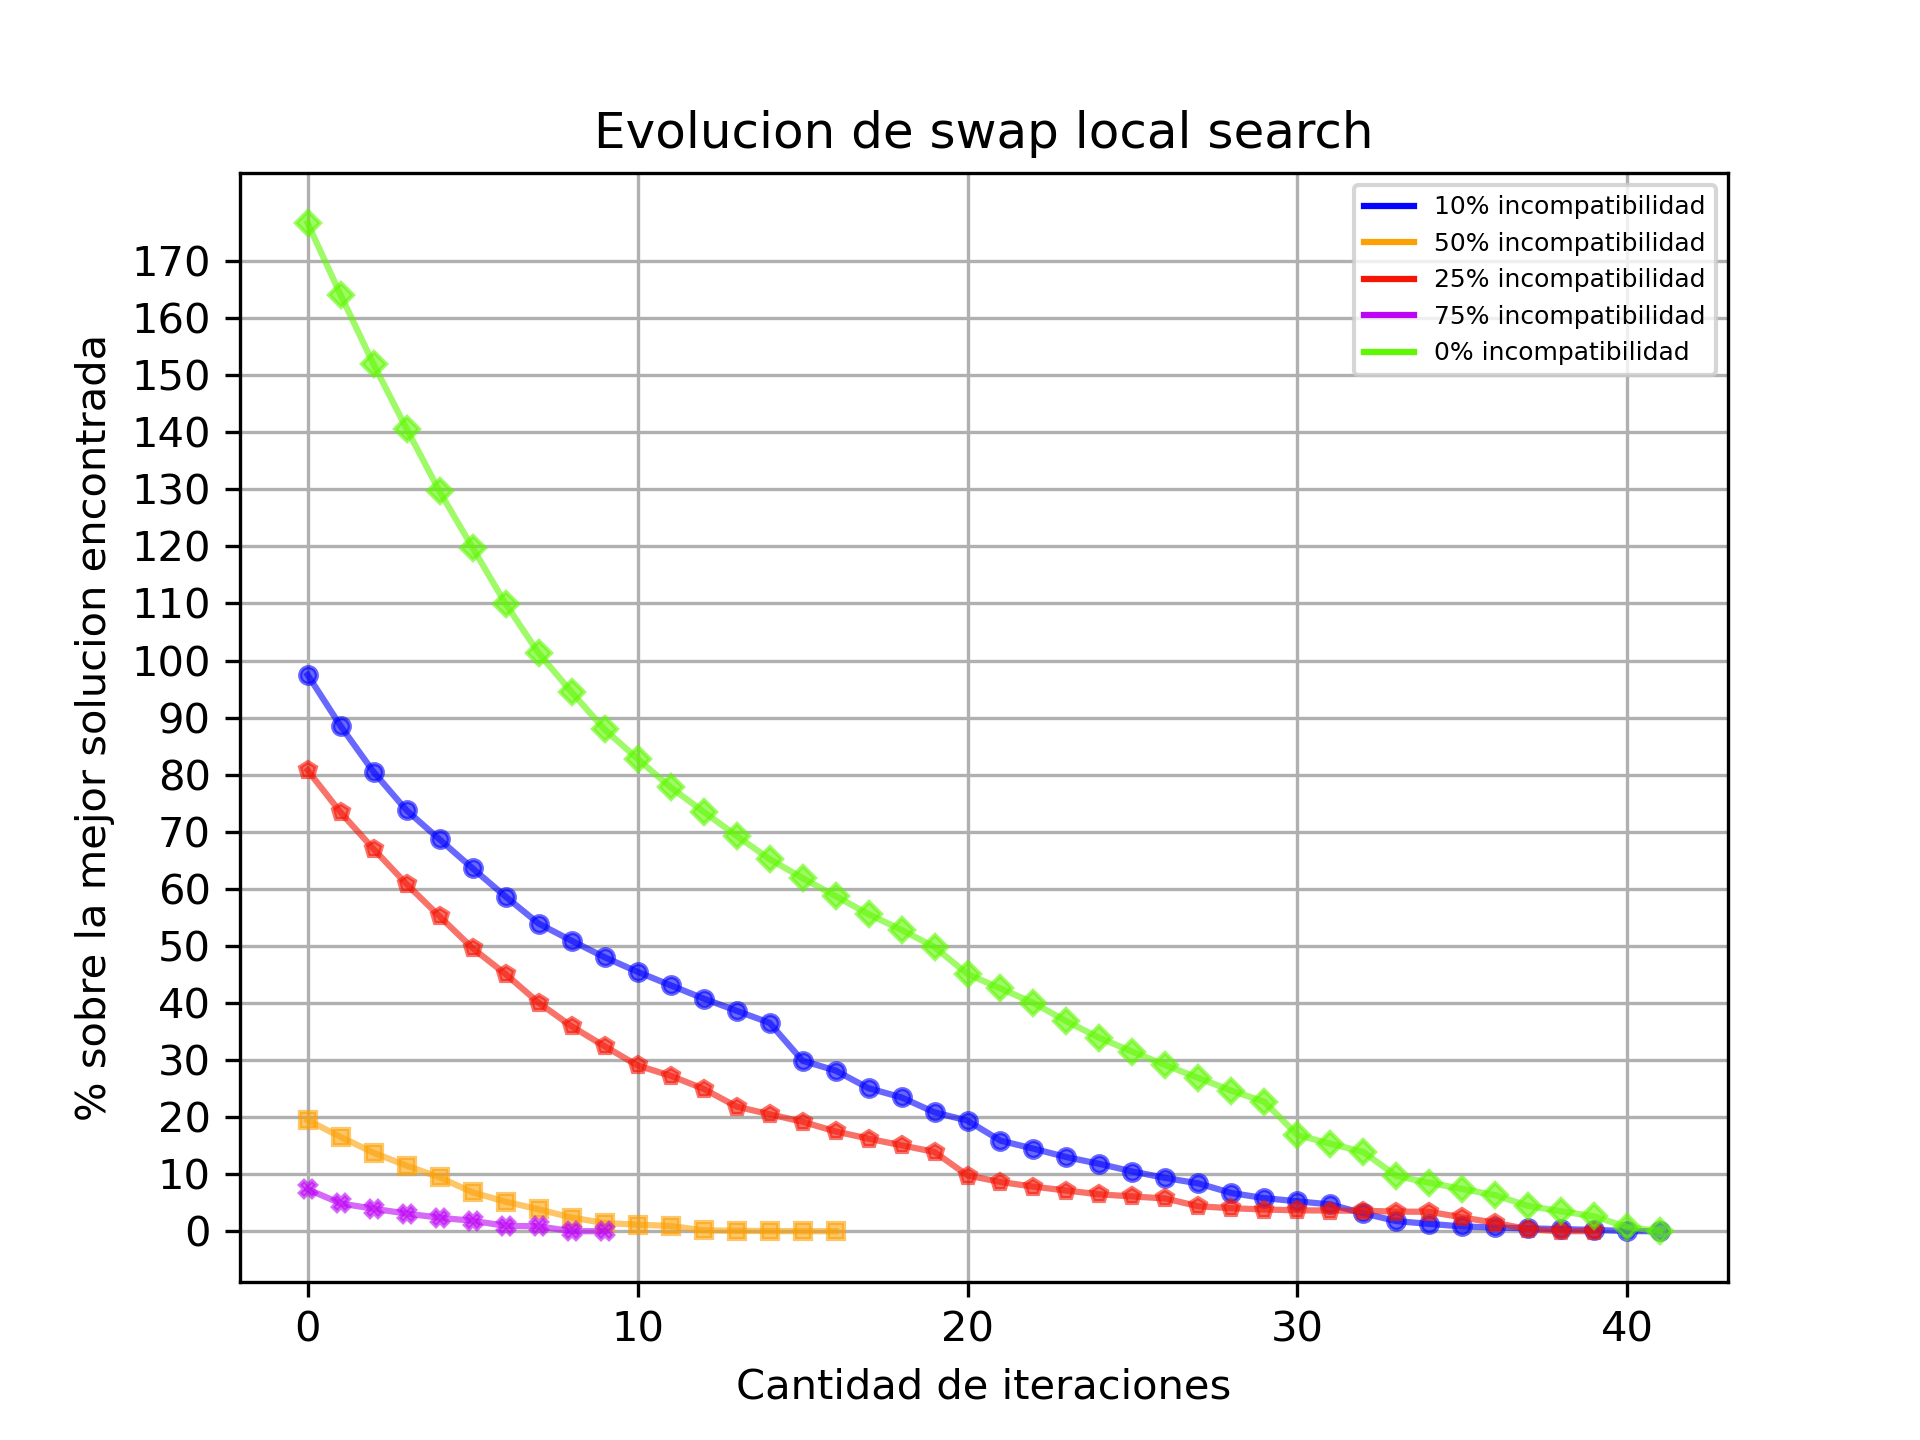 Evolucion de swap local search
10% incompatibilidad
50% incompatibilidad
25% incompatibilidad
75% incompatibilidad
0% incompatibilidad
% sobre la mejor solucion encontrada
170
160
150
140
130
120
110
100
90
80
70
60
50
40
30
20
10
0
0 10 20 30 40
Cantidad de iteraciones